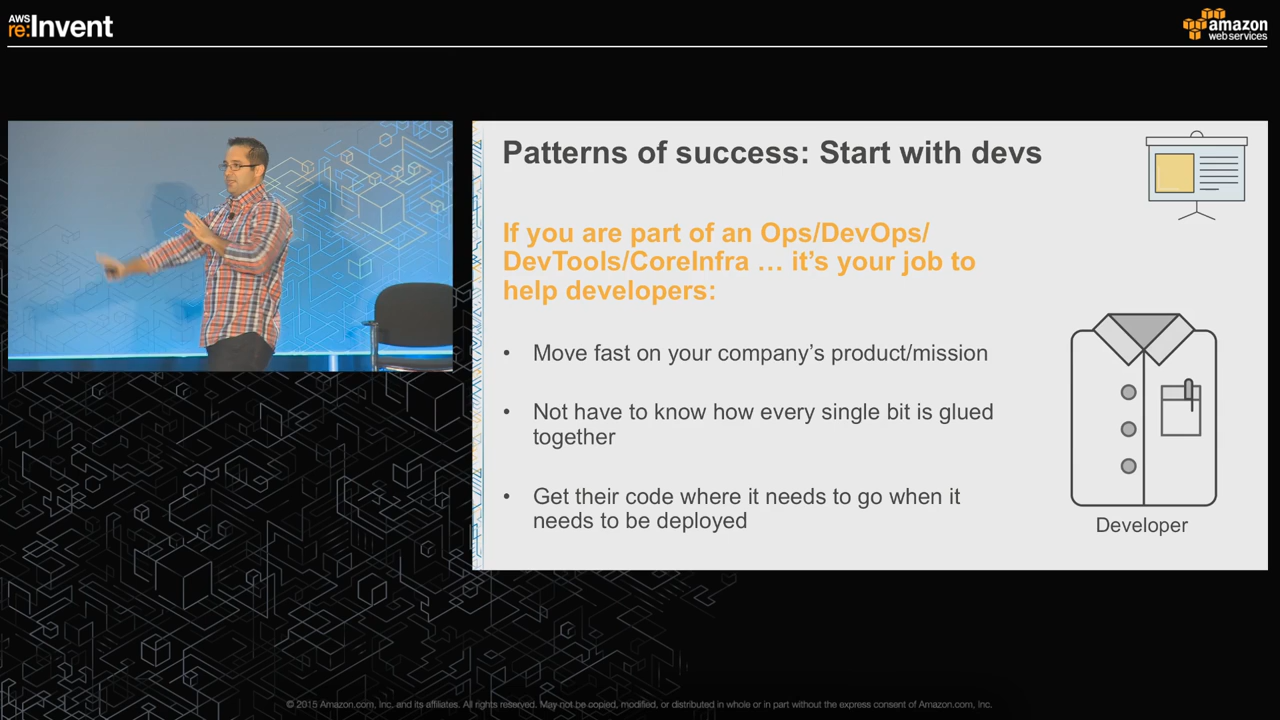 AWS
re:Invent
amazon
web services
Patterns of success: Start with devs
If you are part of an Ops/DevOps/
DevTools/CoreInfra … it’s your job to
help developers:
• Move fast on your company’s product/mission
• Not have to know how every single bit is glued
together
• Get their code where it needs to go when it
needs to be deployed
Developer
© 2015 Amazon.com, Inc. and its affiliates. All rights reserved. May not be copied, modified, or distributed in whole or in part without the express consent of Amazon.com, Inc.